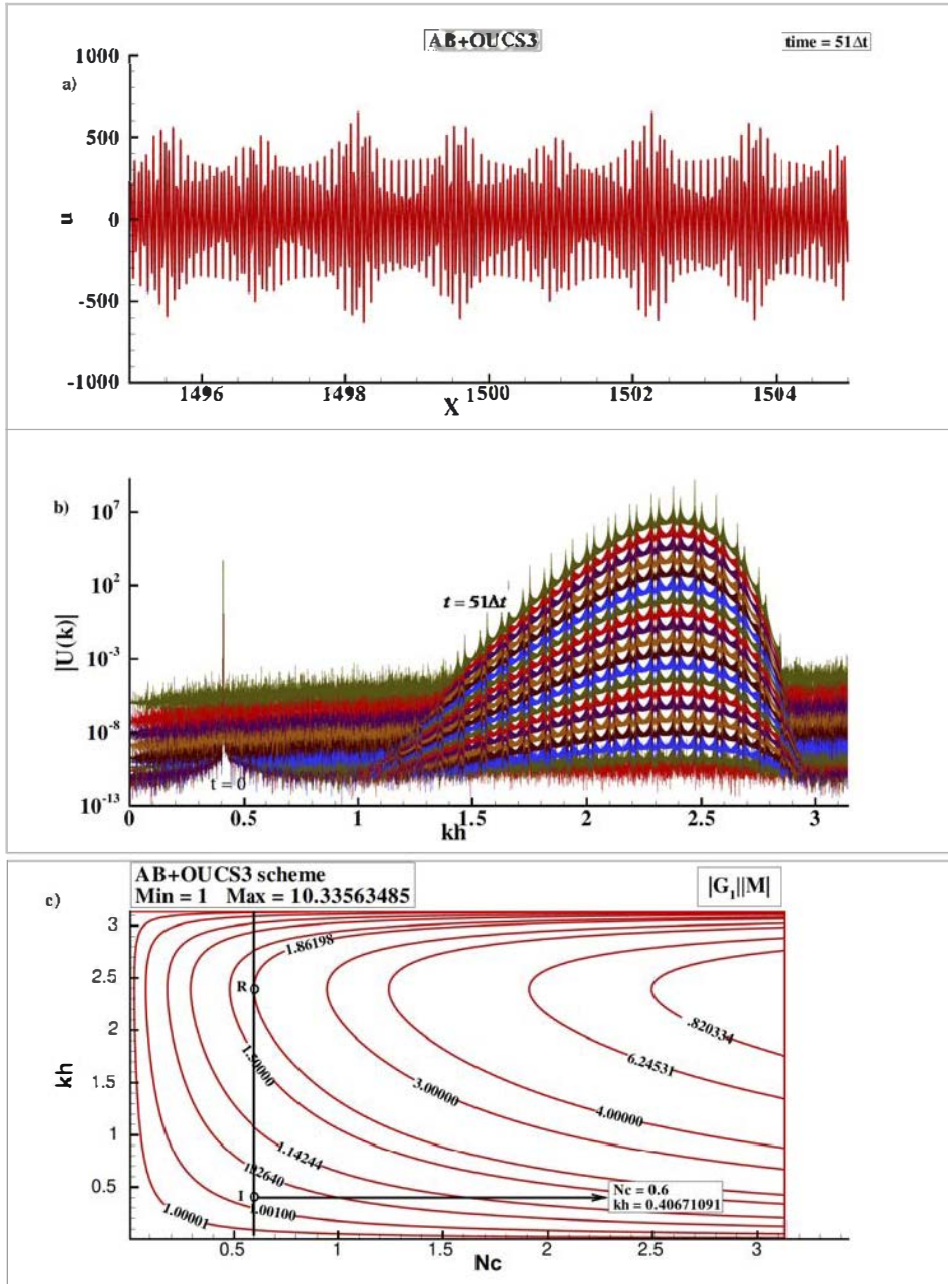 AB+OUCS3
time = 51Δt
a)
1000
500
0
-500
-1000
u
1496
1498
1500
1502
1504
X
b)
10^7
10^2
10^-3
10^-8
10^-13
|U(k)|
t = 51Δt
t = 0
0
0.5
1
1.5
2
2.5
3
kh
AB+OUCS3 scheme
Min = 1 Max = 10.33563485
|G₁||M|
c)
3
2.5
2
1.5
1
0.5
kh
1.86198
R
1.50000
.820334
6.24531
3.00000
4.00000
1.14244
I
1.00100
1.00001
Nc = 0.6
kh = 0.40671091
0.5
1
1.5
2
2.5
3
Nc